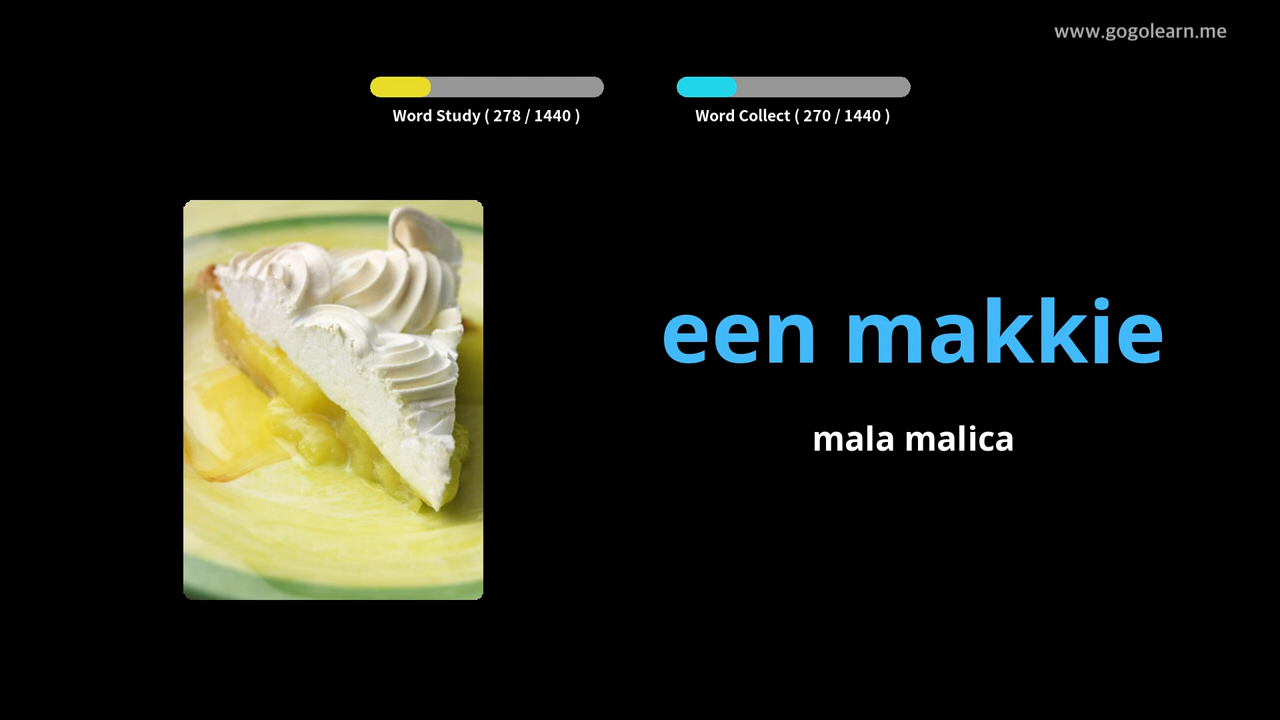 www.gogolearn.me
Word Study ( 278 / 1440 )
Word Collect ( 270 / 1440 )
een makkie
mala malica